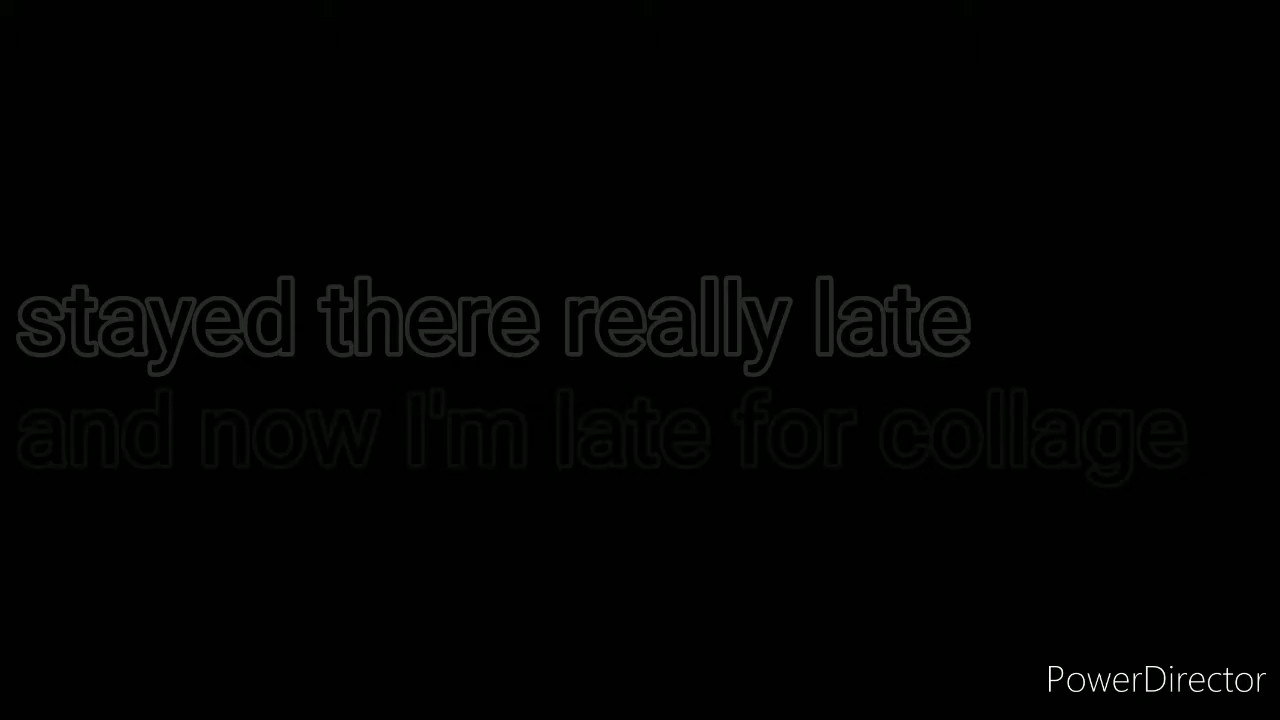 stayed there really late
and now I'm late for collage
PowerDirector